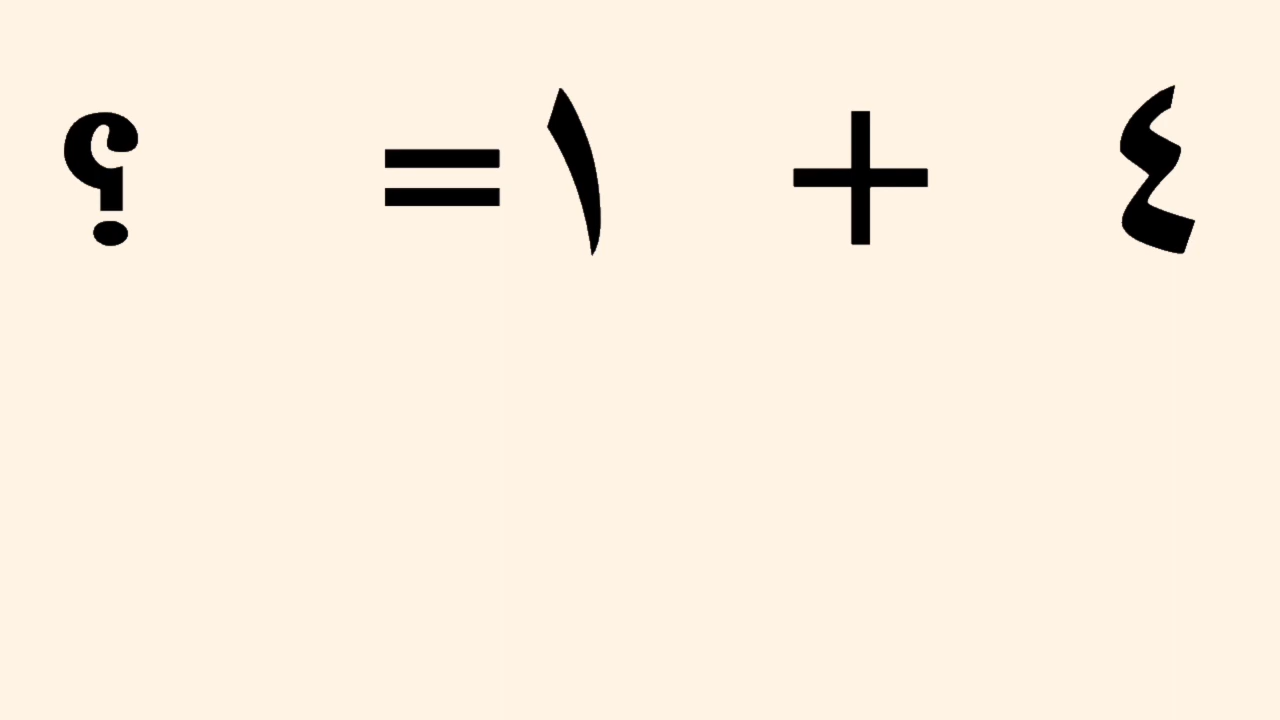 ٤ + ١ = ؟